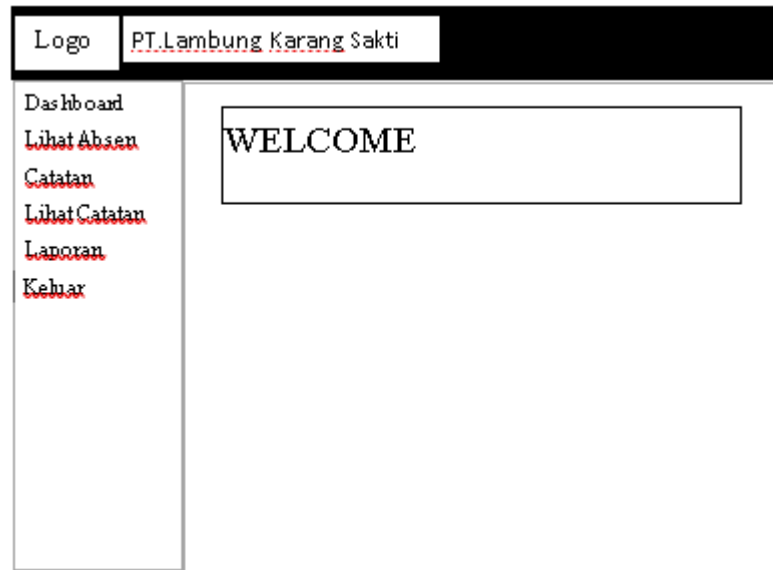 Logo
PT.Lambung Karang Sakti
Dashboard
Lihat Absen
Catatan
Lihat Catatan
Laporan
Keluar
WELCOME